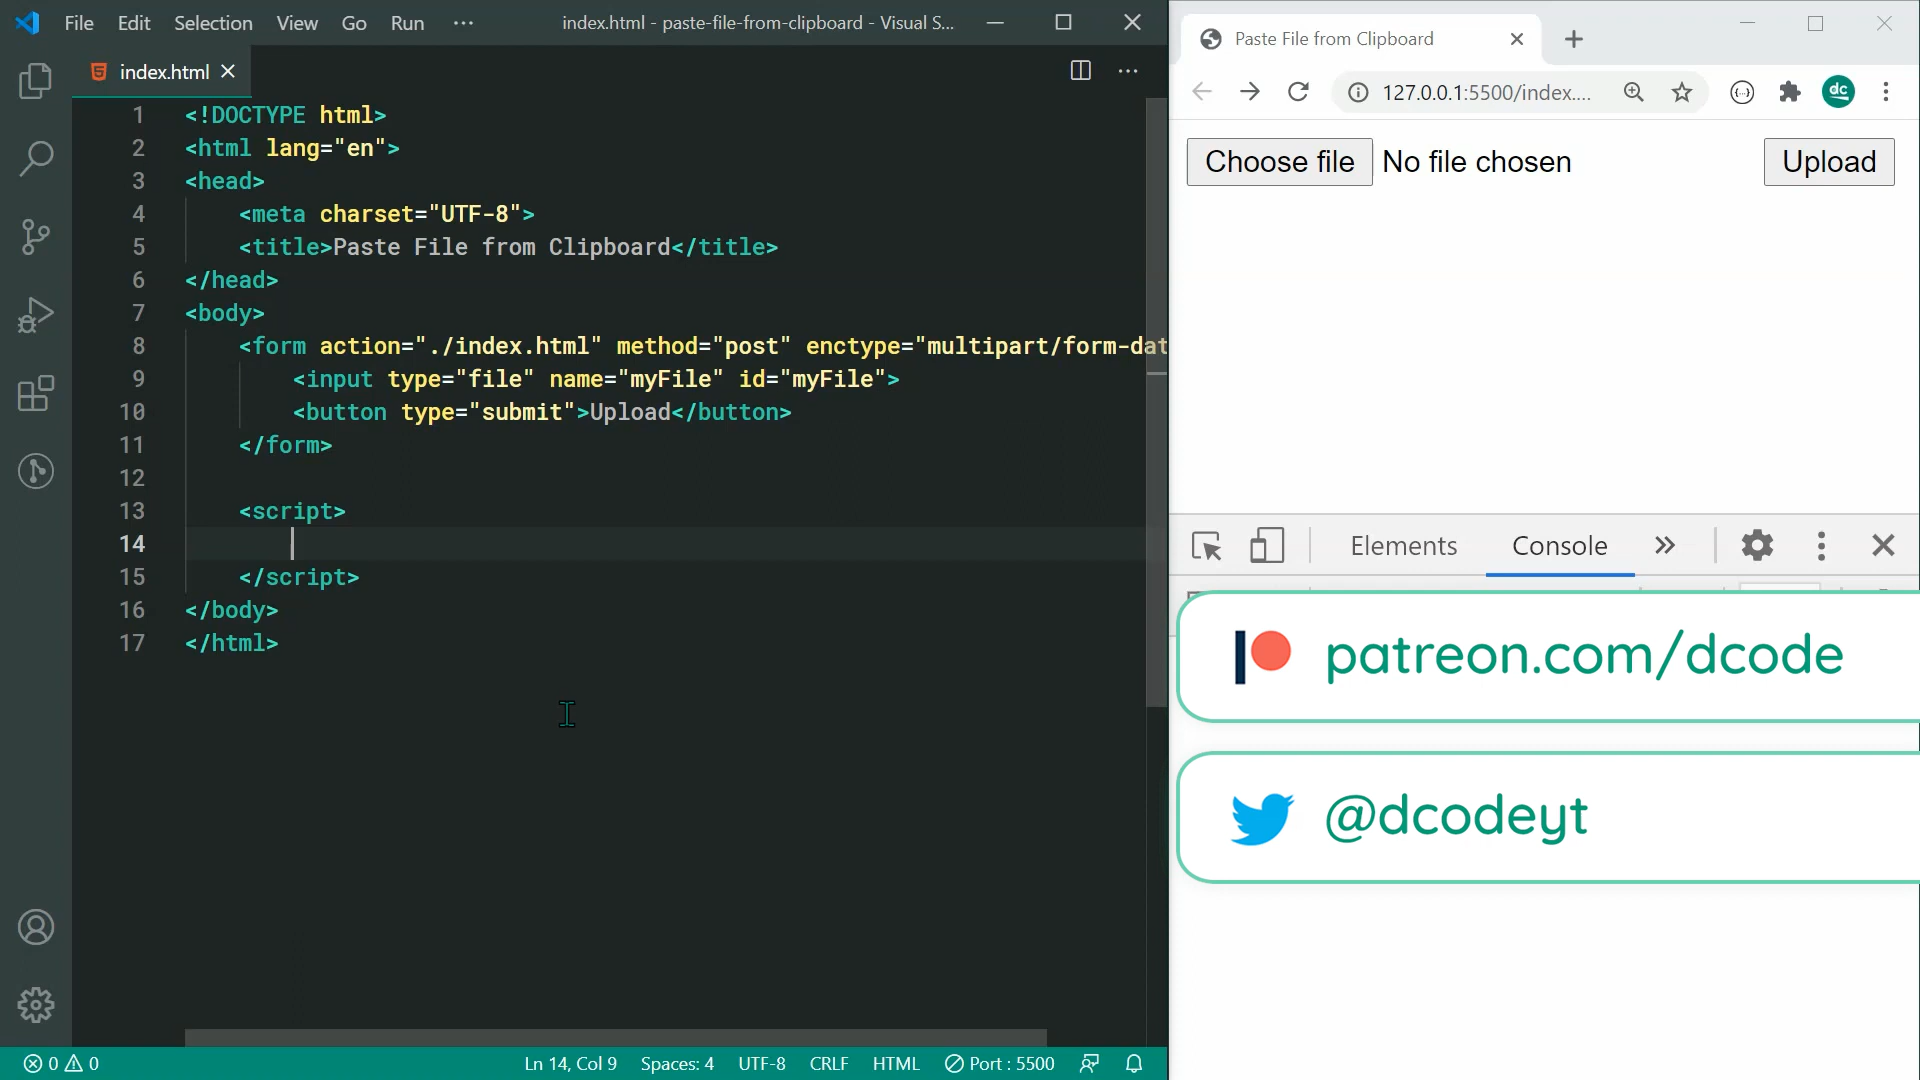 File Edit Selection View Go Run ··· index.html - paste-file-from-clipboard - Visual S...
index.html
1 <!DOCTYPE html>
2 <html lang="en">
3 <head>
4 <meta charset="UTF-8">
5 <title>Paste File from Clipboard</title>
6 </head>
7 <body>
8 <form action="./index.html" method="post" enctype="multipart/form-dat
9 <input type="file" name="myFile" id="myFile">
10 <button type="submit">Upload</button>
11 </form>
12
13 <script>
14
15 </script>
16 </body>
17 </html>
0 0 Ln 14, Col 9 Spaces: 4 UTF-8 CRLF HTML Port : 5500
Paste File from Clipboard
127.0.0.1:5500/index.... dc
Choose file No file chosen Upload
Elements Console
patreon.com/dcode
@dcodeyt